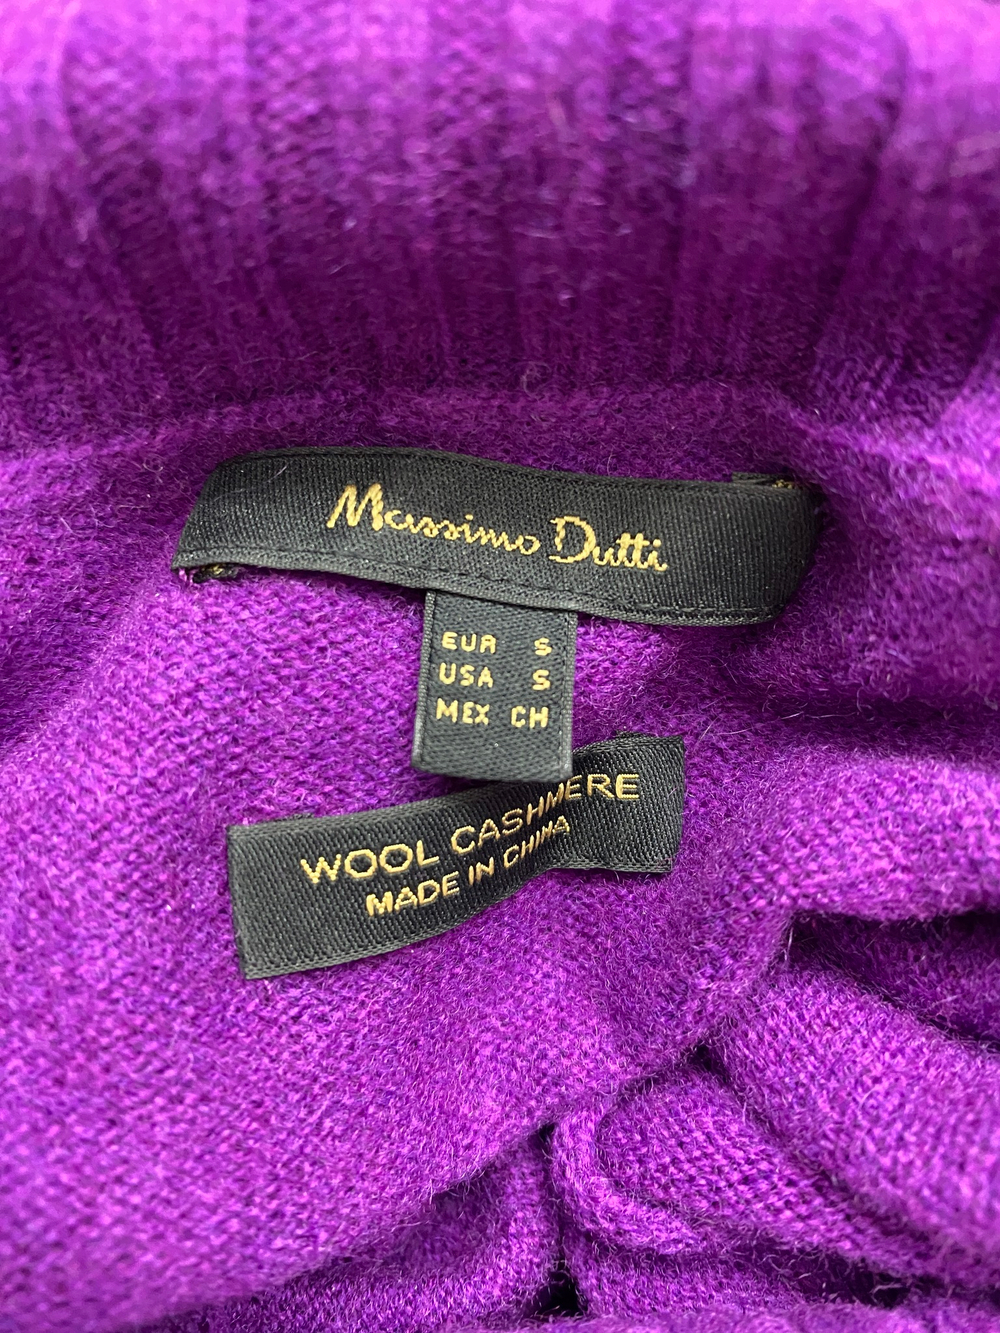 Massimo Dutti
EUR S
USA S
MEX CH
WOOL CASHMERE
MADE IN CHINA